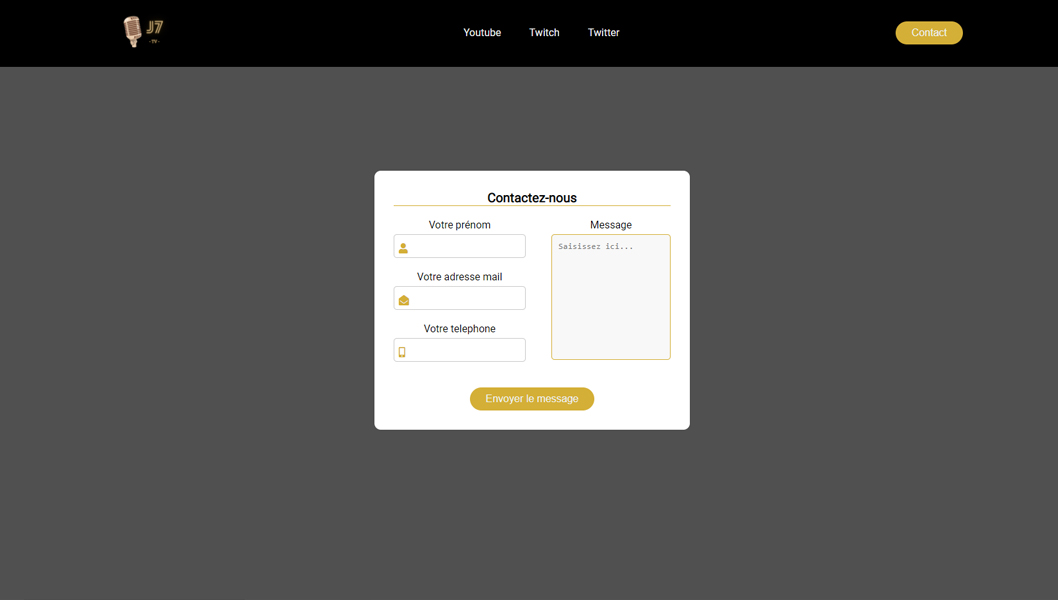 J7
-TV-
Youtube
Twitch
Twitter
Contact
Contactez-nous
Votre prénom
Votre adresse mail
Votre telephone
Message
Saisissez ici...
Envoyer le message